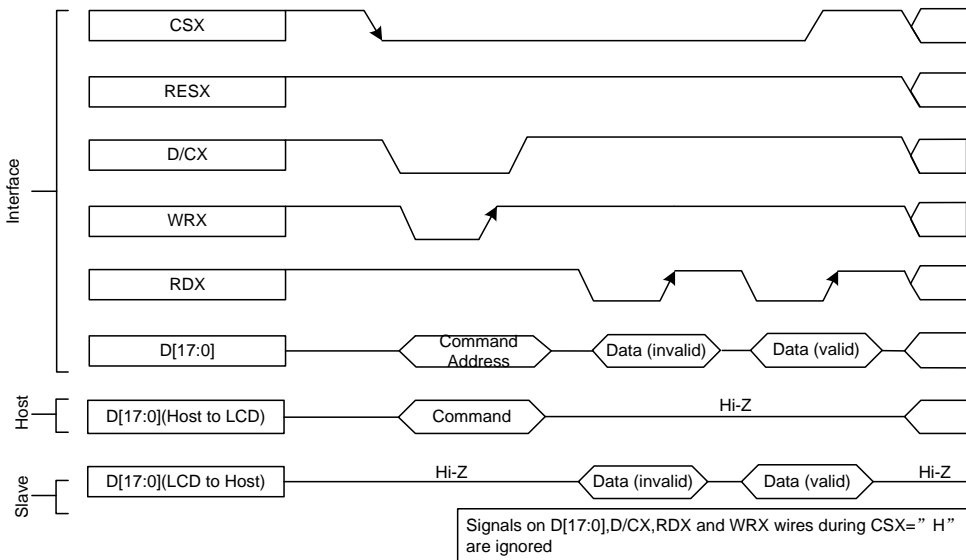 Interface
CSX
RESX
D/CX
WRX
RDX
D[17:0]
Command
Address
Data (invalid)
Data (valid)
Host
D[17:0](Host to LCD)
Command
Hi-Z
Slave
D[17:0](LCD to Host)
Hi-Z
Data (invalid)
Data (valid)
Hi-Z
Signals on D[17:0],D/CX,RDX and WRX wires during CSX=”H”
are ignored